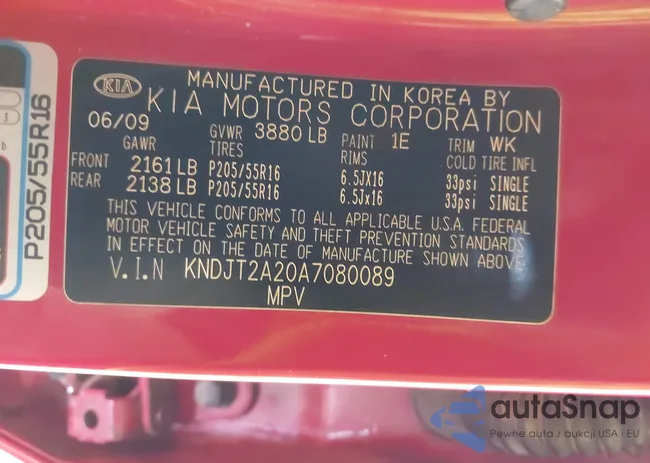 P205/55R16
KIA
MANUFACTURED IN KOREA BY
KIA MOTORS CORPORATION
06/09 GVWR 3880 LB PAINT 1E TRIM WK
GAWR TIRES RIMS COLD TIRE INFL
FRONT 2161 LB P205/55R16 6.5JX16 33psi SINGLE
REAR 2138 LB P205/55R16 6.5Jx16 33psi SINGLE
THIS VEHICLE CONFORMS TO ALL APPLICABLE U.S.A. FEDERAL
MOTOR VEHICLE SAFETY AND THEFT PREVENTION STANDARDS
IN EFFECT ON THE DATE OF MANUFACTURE SHOWN ABOVE
V.I.N KNDJT2A20A7080089
MPV
autaSnap
Pewne auta z aukcji USA i EU